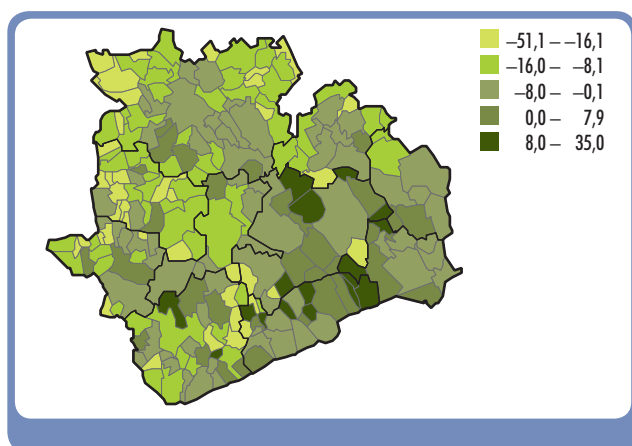 –51,1 – –16,1
–16,0 – –8,1
–8,0 – –0,1
0,0 – 7,9
8,0 – 35,0